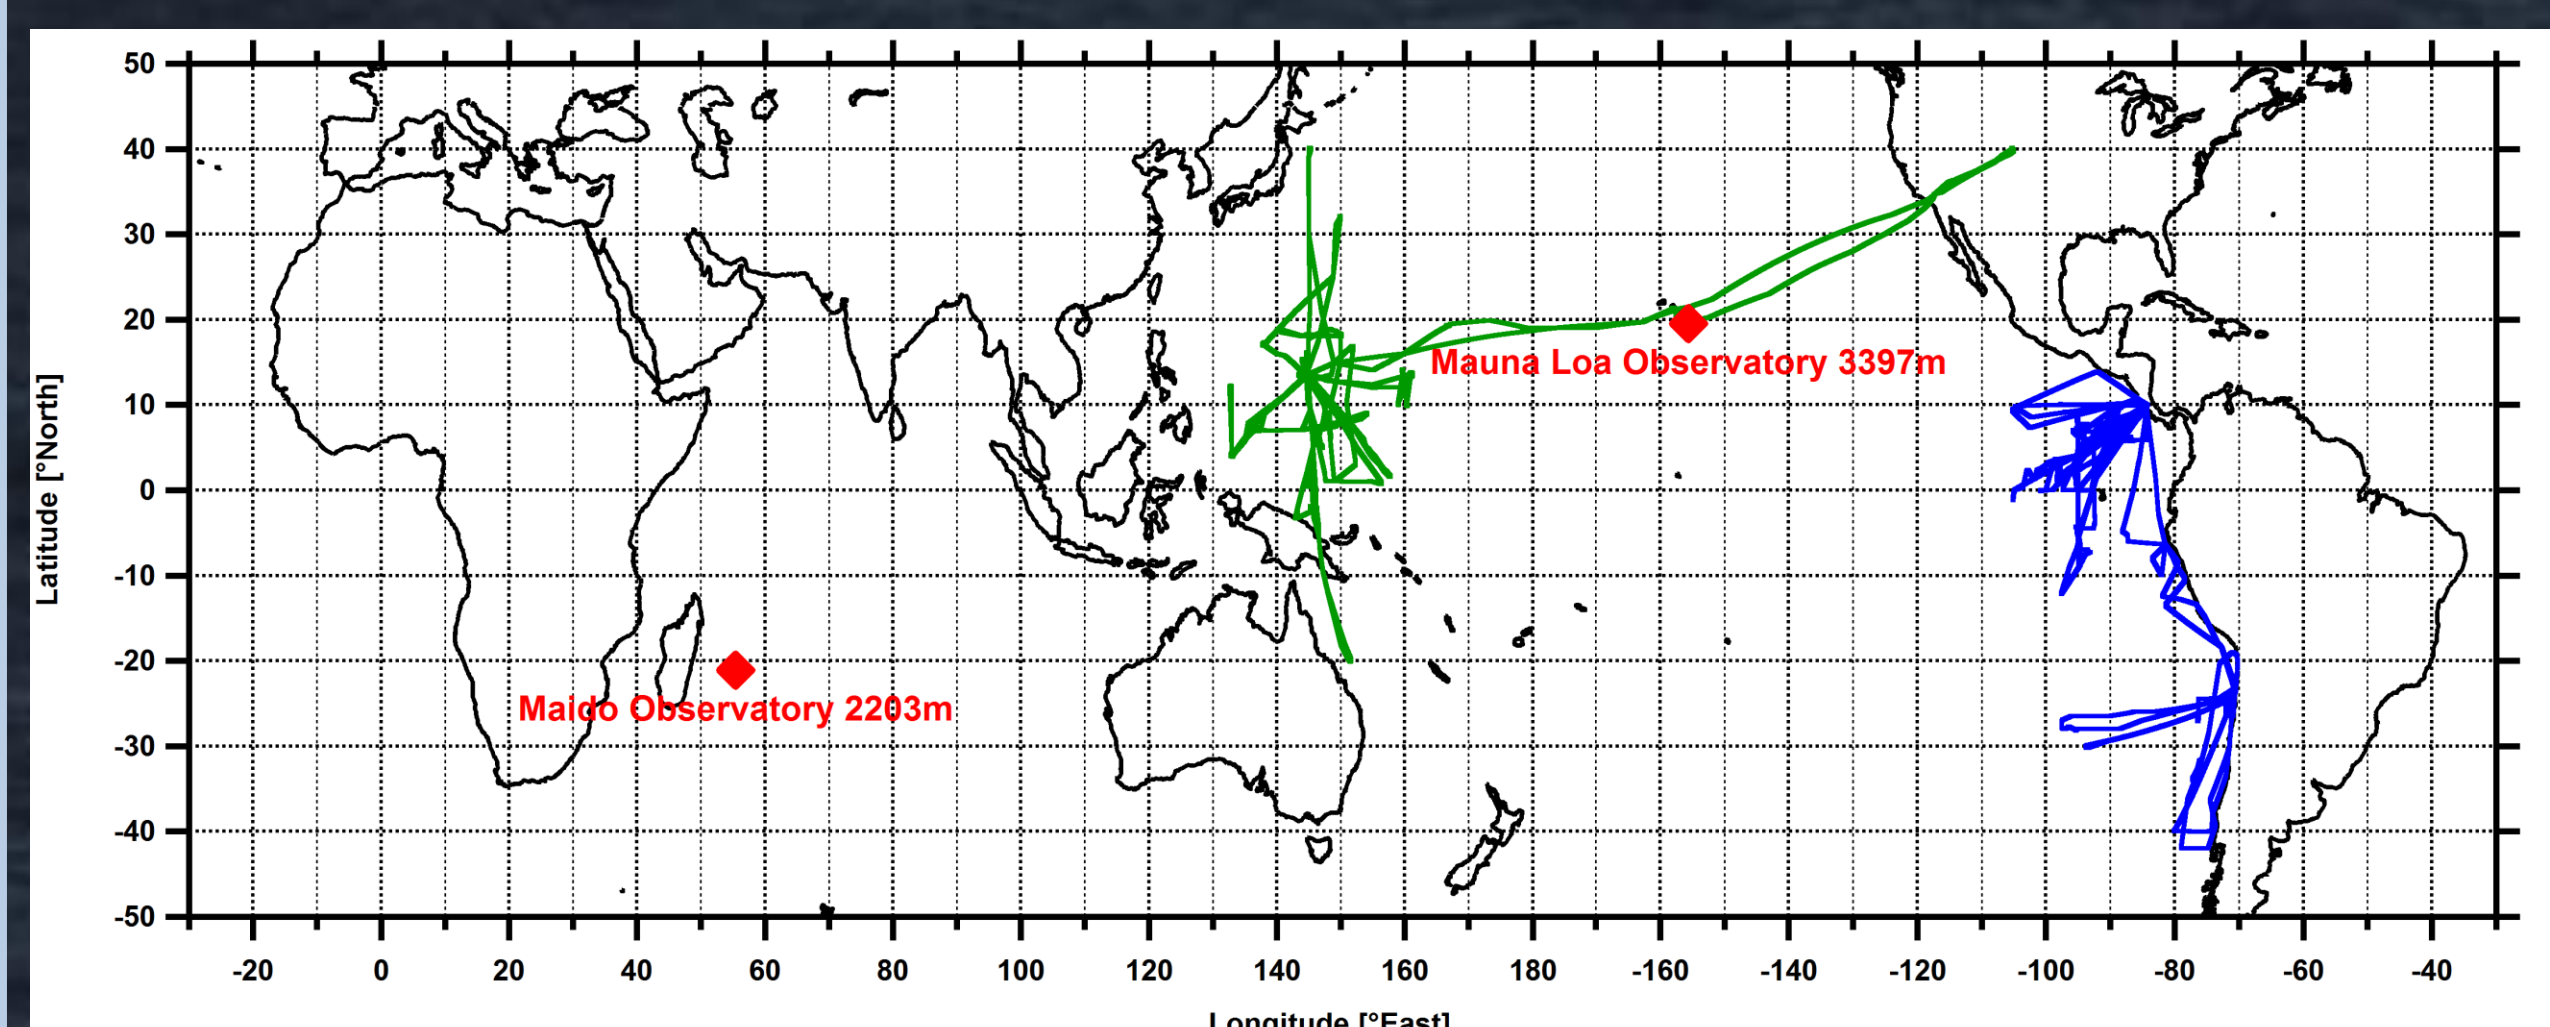 50
40
30
20
10
0
-10
-20
-30
-40
-50
Latitude [°North]
Mauna Loa Observatory 3397m
Maido Observatory 2203m
-20 0 20 40 60 80 100 120 140 160 180 -160 -140 -120 -100 -80 -60 -40
Longitude [°East]